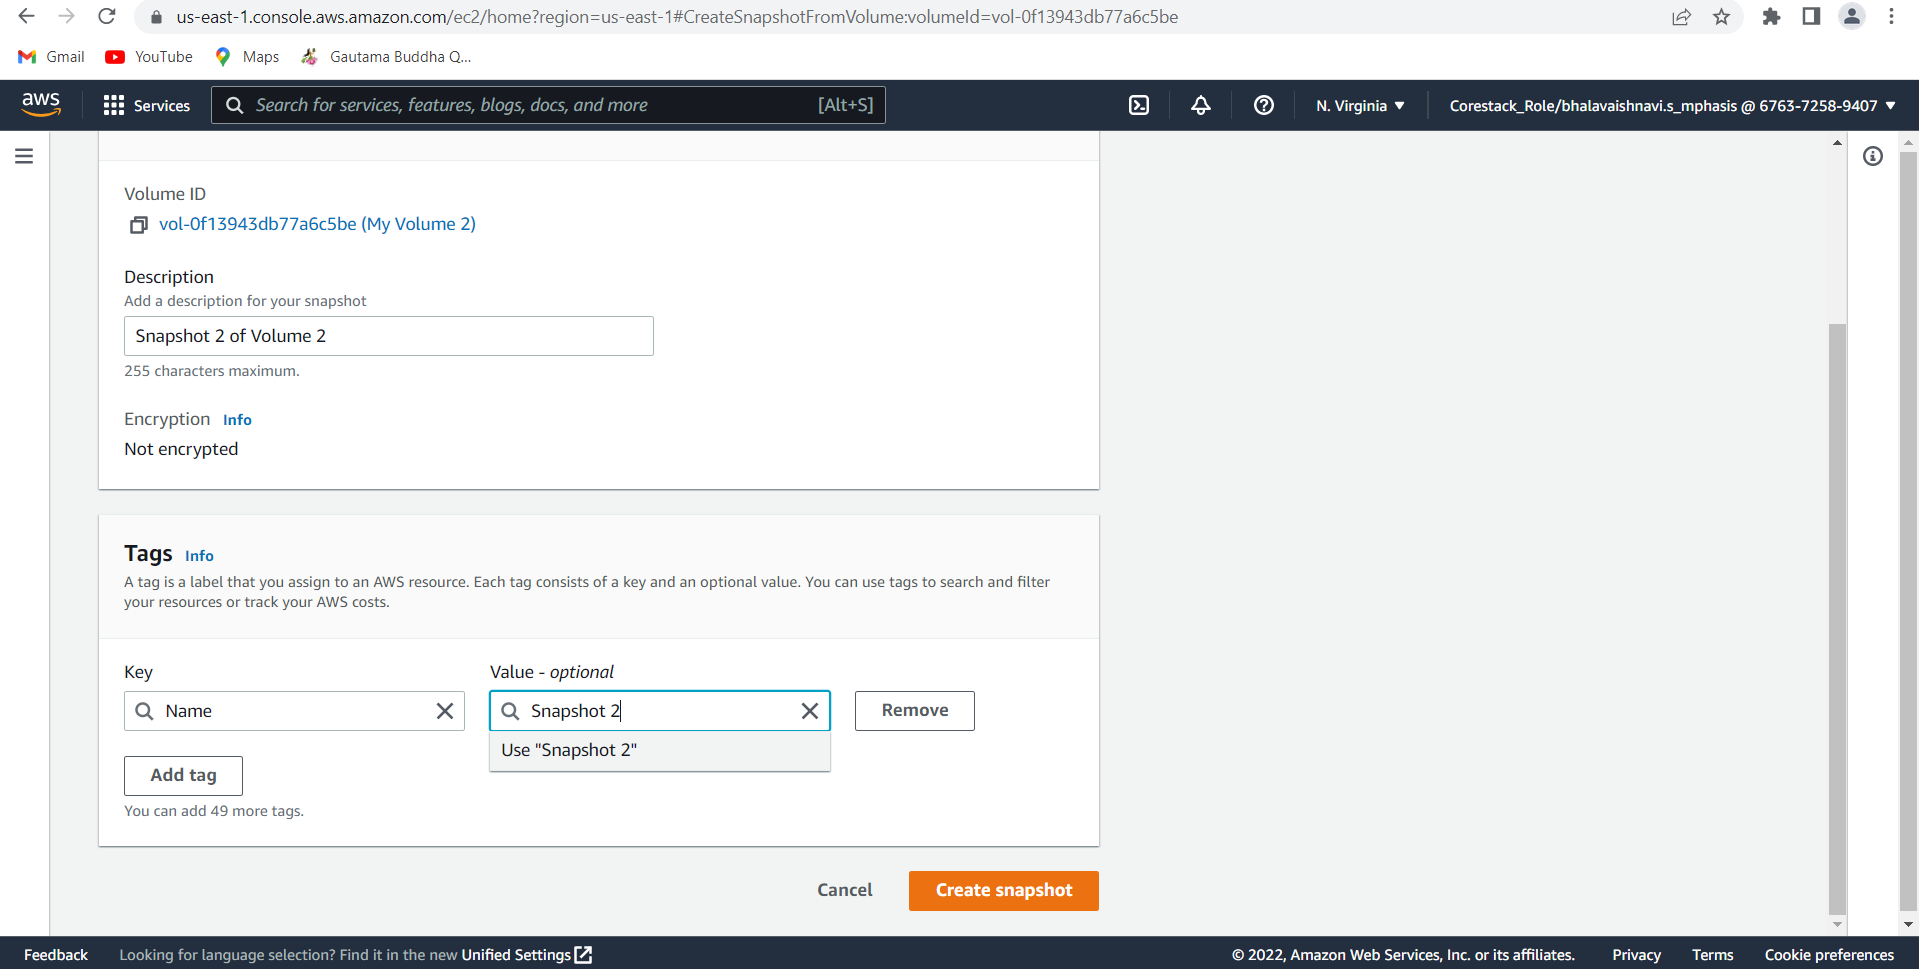 us-east-1.console.aws.amazon.com/ec2/home?region=us-east-1#CreateSnapshotFromVolume:volumeId=vol-0f13943db77a6c5be
Gmail YouTube Maps Gautama Buddha Q...
aws Services Search for services, features, blogs, docs, and more [Alt+S] N. Virginia Corestack_Role/bhalavaishnavi.s_mphasis @ 6763-7258-9407
Volume ID
vol-0f13943db77a6c5be (My Volume 2)
Description
Add a description for your snapshot
Snapshot 2 of Volume 2
255 characters maximum.
Encryption Info
Not encrypted
Tags Info
A tag is a label that you assign to an AWS resource. Each tag consists of a key and an optional value. You can use tags to search and filter
your resources or track your AWS costs.
Key Value - optional
Name Snapshot 2 Remove
Use "Snapshot 2"
Add tag
You can add 49 more tags.
Cancel Create snapshot
Feedback Looking for language selection? Find it in the new Unified Settings © 2022, Amazon Web Services, Inc. or its affiliates. Privacy Terms Cookie preferences